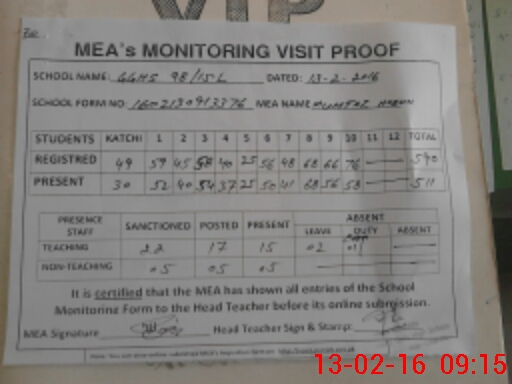 VIP
MEA's MONITORING VISIT PROOF
SCHOOL NAME: GGHS 98/15L DATED: 13-2-2016
SCHOOL FORM NO: MEA NAME
STUDENTS KATCHI 1 2 3 4 5 6 7 8 9 10 11 12 TOTAL
REGISTRED 49 59 45 58 40 25 56 48 68 66 76 590
PRESENT 30 52 40 54 37 25 50 41 68 56 58 511
PRESENCE STAFF SANCTIONED POSTED PRESENT ABSENT
LEAVE DUTY ABSENT
TEACHING 22 17 15 02 01
NON-TEACHING 05 05 05
It is certified that the MEA has shown all entries of the School
Monitoring Form to the Head Teacher before its online submission.
MEA Signature Head Teacher Sign & Stamp:
13-02-16 09:15